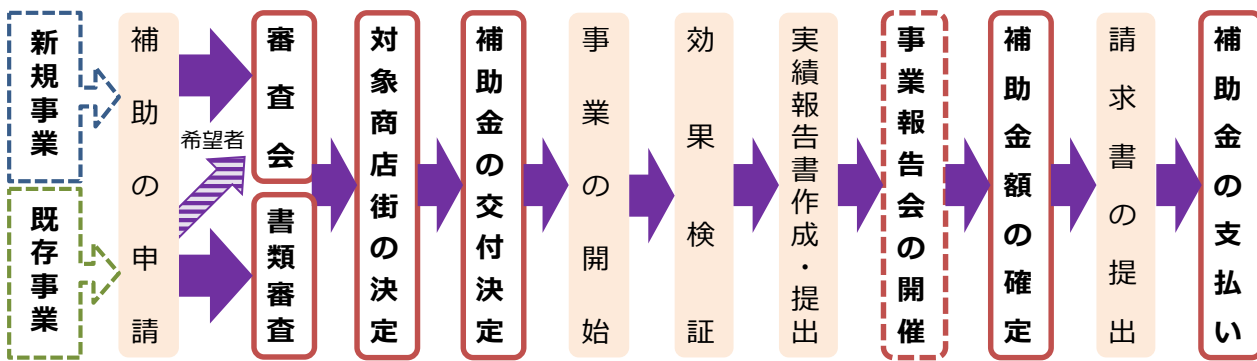 新規事業
既存事業
補助の申請
希望者
審査会
書類審査
対象商店街の決定
補助金の交付決定
事業の開始
効果検証
実績報告書作成・提出
事業報告会の開催
補助金額の確定
請求書の提出
補助金の支払い